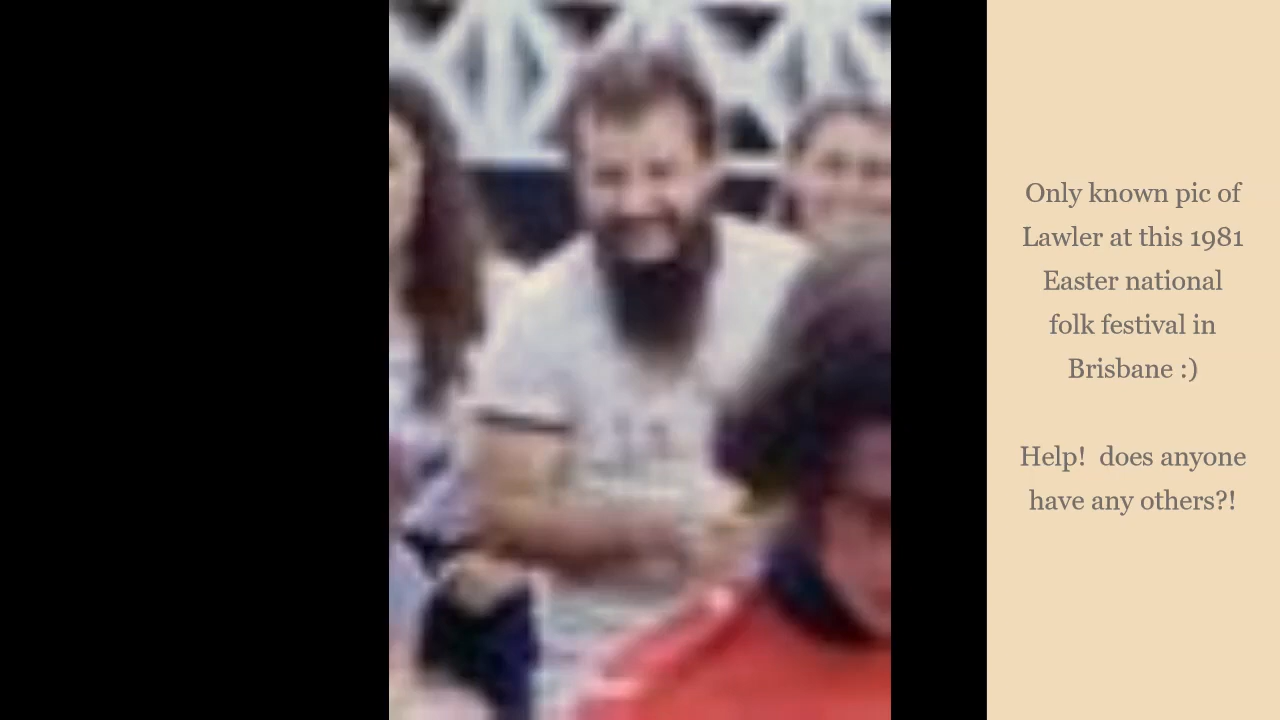 Only known pic of
Lawler at this 1981
Easter national
folk festival in
Brisbane :)
Help!  does anyone
have any others?!